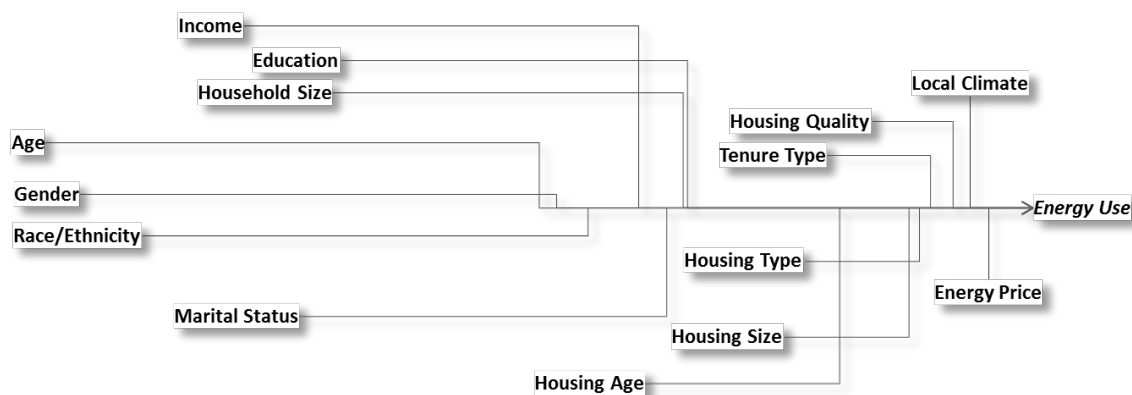 Income
Education
Household Size
Local Climate
Housing Quality
Age
Tenure Type
Gender
Energy Use
Race/Ethnicity
Housing Type
Energy Price
Marital Status
Housing Size
Housing Age